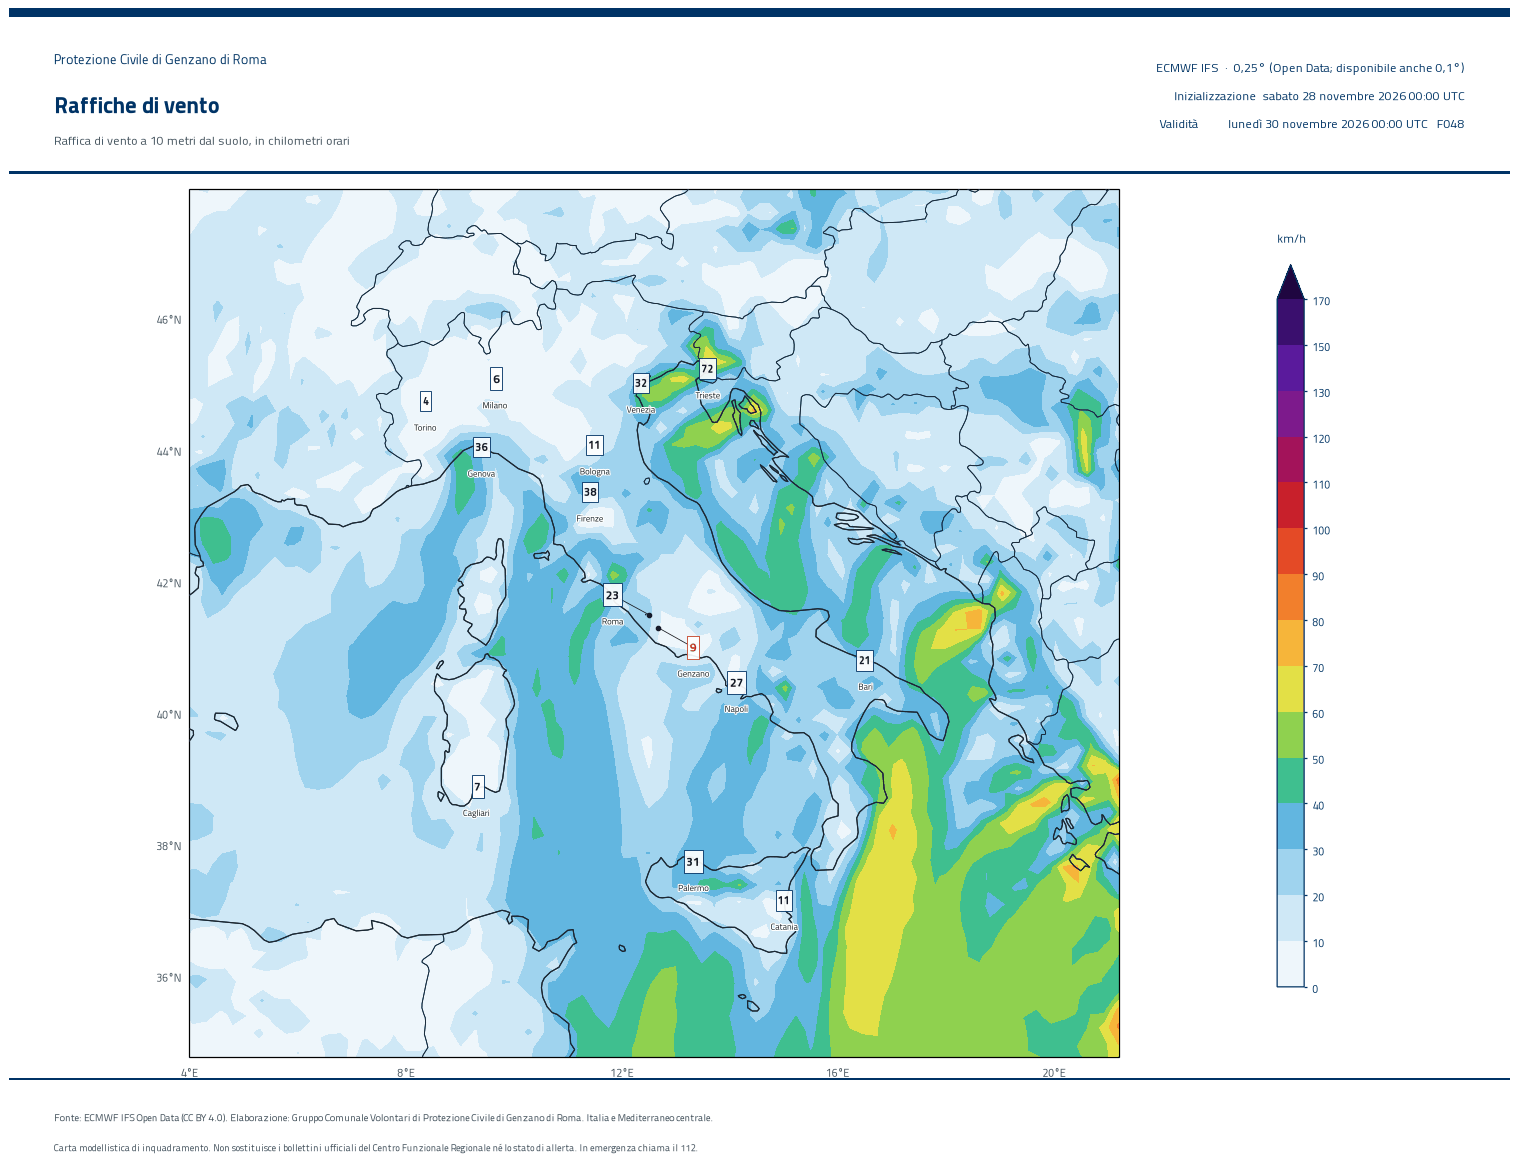 Protezione Civile di Genzano di Roma
Raffiche di vento
Raffica di vento a 10 metri dal suolo, in chilometri orari
ECMWF IFS · 0,25° (Open Data; disponibile anche 0,1°)
Inizializzazione sabato 28 novembre 2026 00:00 UTC
Validità lunedì 30 novembre 2026 00:00 UTC F048
km/h
170
150
130
120
110
100
90
80
70
60
50
40
30
20
10
0
46°N
44°N
42°N
40°N
38°N
36°N
4°E
8°E
12°E
16°E
20°E
72
Trieste
32
Venezia
6
Milano
4
Torino
36
Genova
11
Bologna
38
Firenze
23
Roma
9
Genzano
27
Napoli
21
Bari
7
Cagliari
31
Palermo
11
Catania
Fonte: ECMWF IFS Open Data (CC BY 4.0). Elaborazione: Gruppo Comunale Volontari di Protezione Civile di Genzano di Roma. Italia e Mediterraneo centrale.
Carta modellistica di inquadramento. Non sostituisce i bollettini ufficiali del Centro Funzionale Regionale né lo stato di allerta. In emergenza chiama il 112.